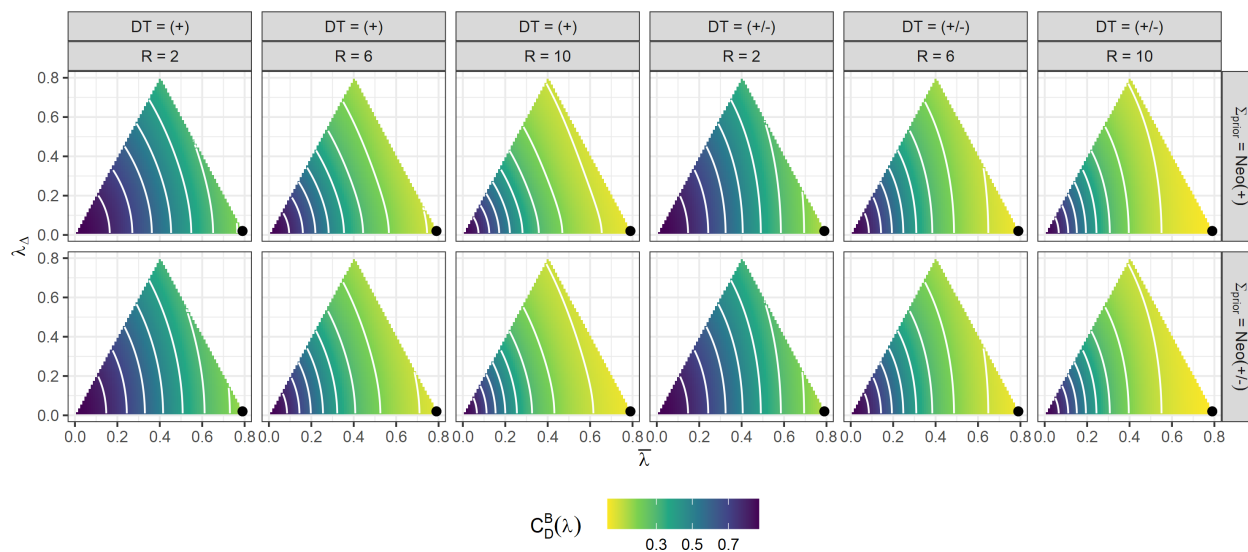 DT = (+) DT = (+) DT = (+) DT = (+/-) DT = (+/-) DT = (+/-)
R = 2 R = 6 R = 10 R = 2 R = 6 R = 10
0.8
0.6
0.4
0.2
0.0
Σprior = Neo(+)
λΔ
0.8
0.6
0.4
0.2
0.0
Σprior = Neo(+/-)
0.0 0.2 0.4 0.6 0.8 0.0 0.2 0.4 0.6 0.8 0.0 0.2 0.4 0.6 0.8 0.0 0.2 0.4 0.6 0.8 0.0 0.2 0.4 0.6 0.8 0.0 0.2 0.4 0.6 0.8
λ̅
C_D^B(λ)
0.3 0.5 0.7